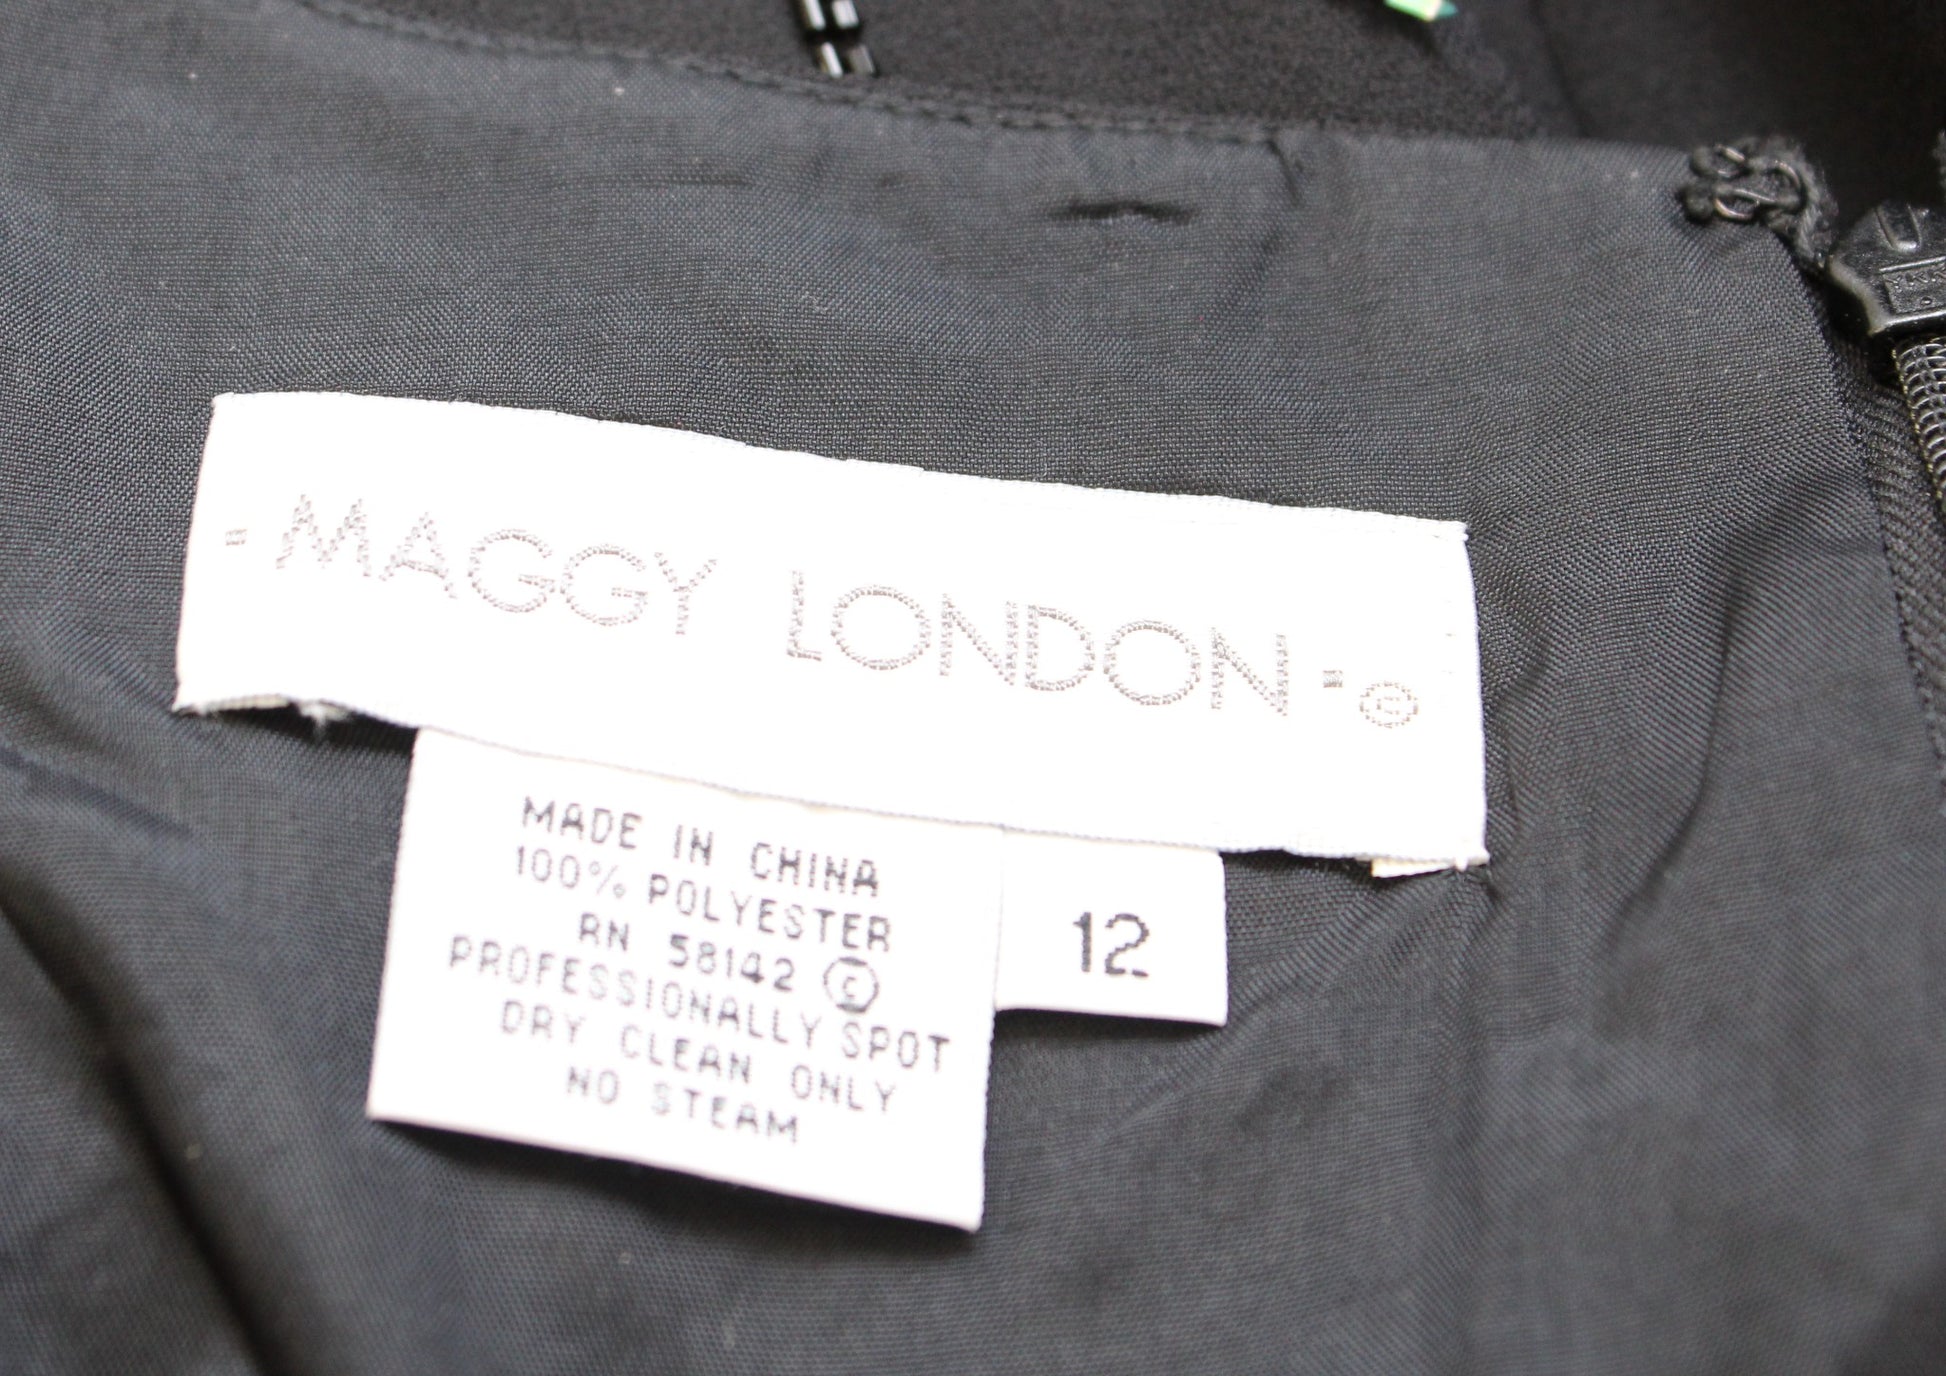 - MAGGY LONDON - ©
MADE IN CHINA
100% POLYESTER
RN 58142 ©
PROFESSIONALLY SPOT
DRY CLEAN ONLY
NO STEAM
12